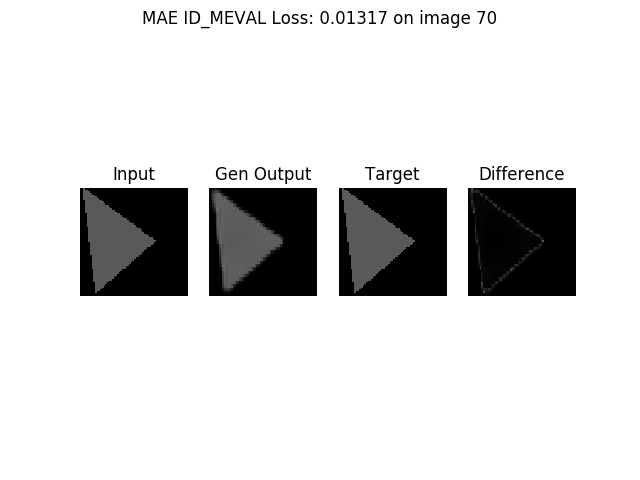 MAE ID_MEVAL Loss: 0.01317 on image 70
Input
Gen Output
Target
Difference